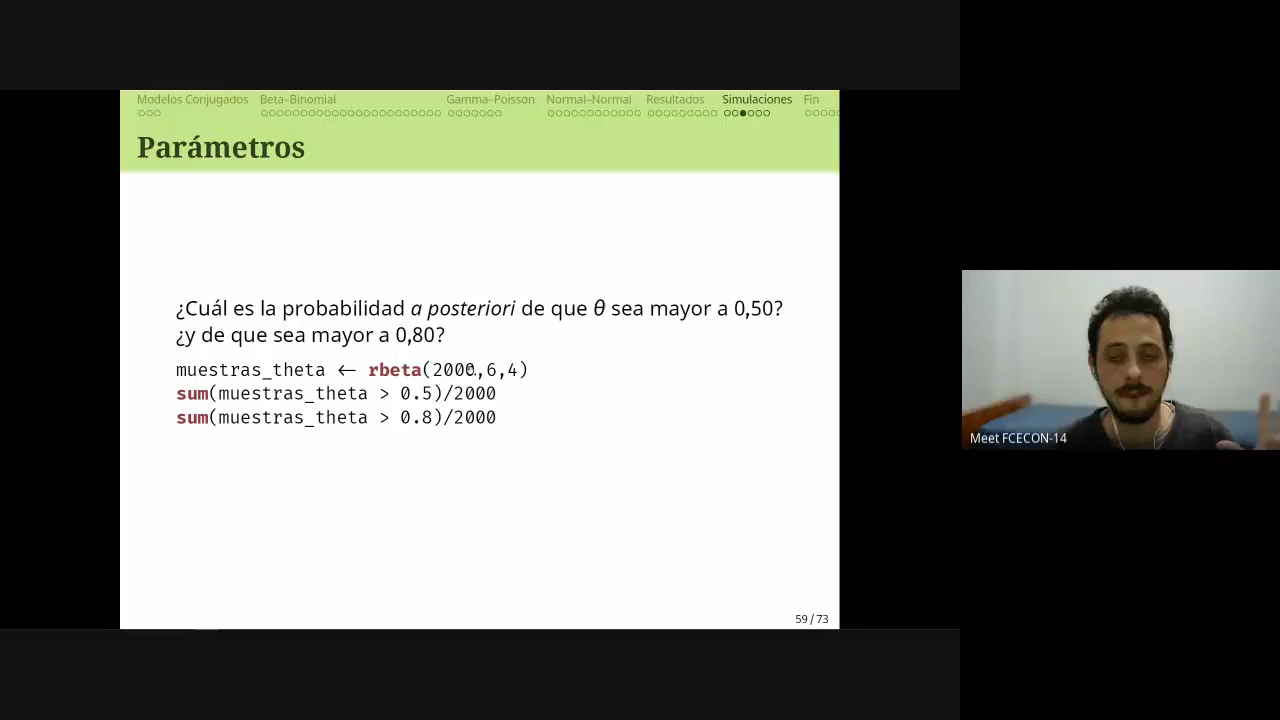 Modelos Conjugados Beta–Binomial Gamma–Poisson Normal–Normal Resultados Simulaciones Fin
Parámetros
¿Cuál es la probabilidad a posteriori de que θ sea mayor a 0,50?
¿y de que sea mayor a 0,80?
muestras_theta ← rbeta(2000,6,4)
sum(muestras_theta > 0.5)/2000
sum(muestras_theta > 0.8)/2000
Meet FCECON-14
59 / 73